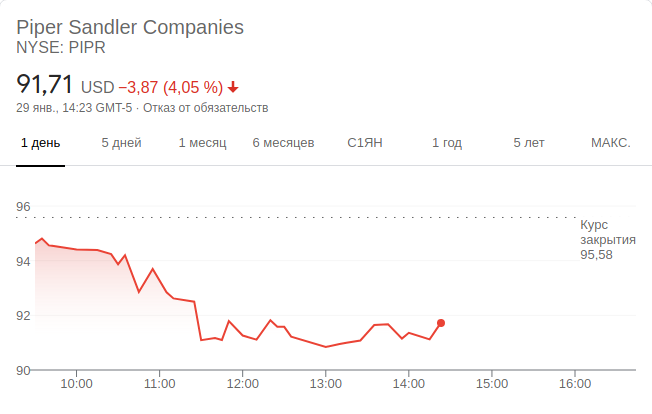 Piper Sandler Companies
NYSE: PIPR
91,71 USD −3,87 (4,05 %)
29 янв., 14:23 GMT-5 · Отказ от обязательств
1 день 5 дней 1 месяц 6 месяцев С1ЯН 1 год 5 лет МАКС.
96
Курс
закрытия
95,58
94
92
90
10:00 11:00 12:00 13:00 14:00 15:00 16:00